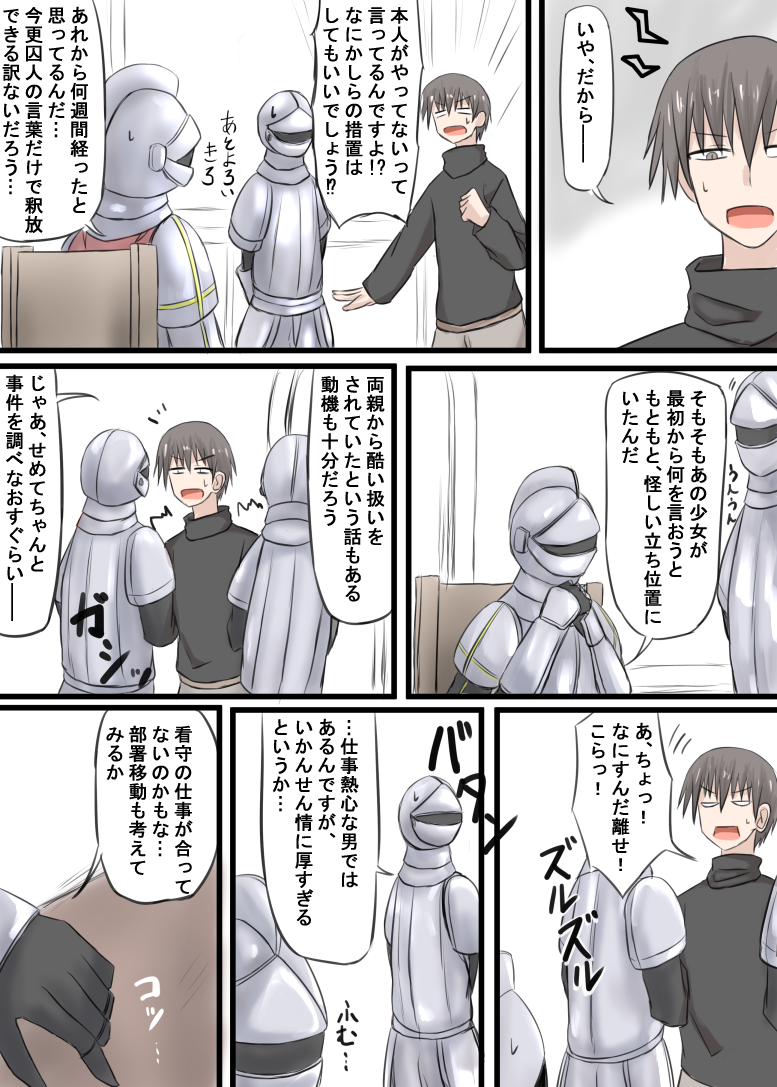 いや、だから――
本人がやってないって
言ってるんですよ!?
なにかしらの措置は
してもいいでしょう!?
あとよろい
きろ
あれから何週間経ったと
思ってるんだ…
今更囚人の言葉だけで釈放
できる訳ないだろう…
そもそもあの少女が
最初から何を言おうと
もともと、怪しい立ち位置に
いたんだ
うんうん
両親から酷い扱いを
されていたという話もある
動機も十分だろう
じゃあ、せめてちゃんと
事件を調べなおすぐらい――
ガシッ
あ、ちょっ!
なにすんだ離せ!
こらっ!
ズルズル
バタン
…仕事熱心な男では
あるんですが、
いかんせん情に厚すぎる
というか…
ふむ…
看守の仕事が合って
ないのかもな…
部署移動も考えて
みるか
コッ…